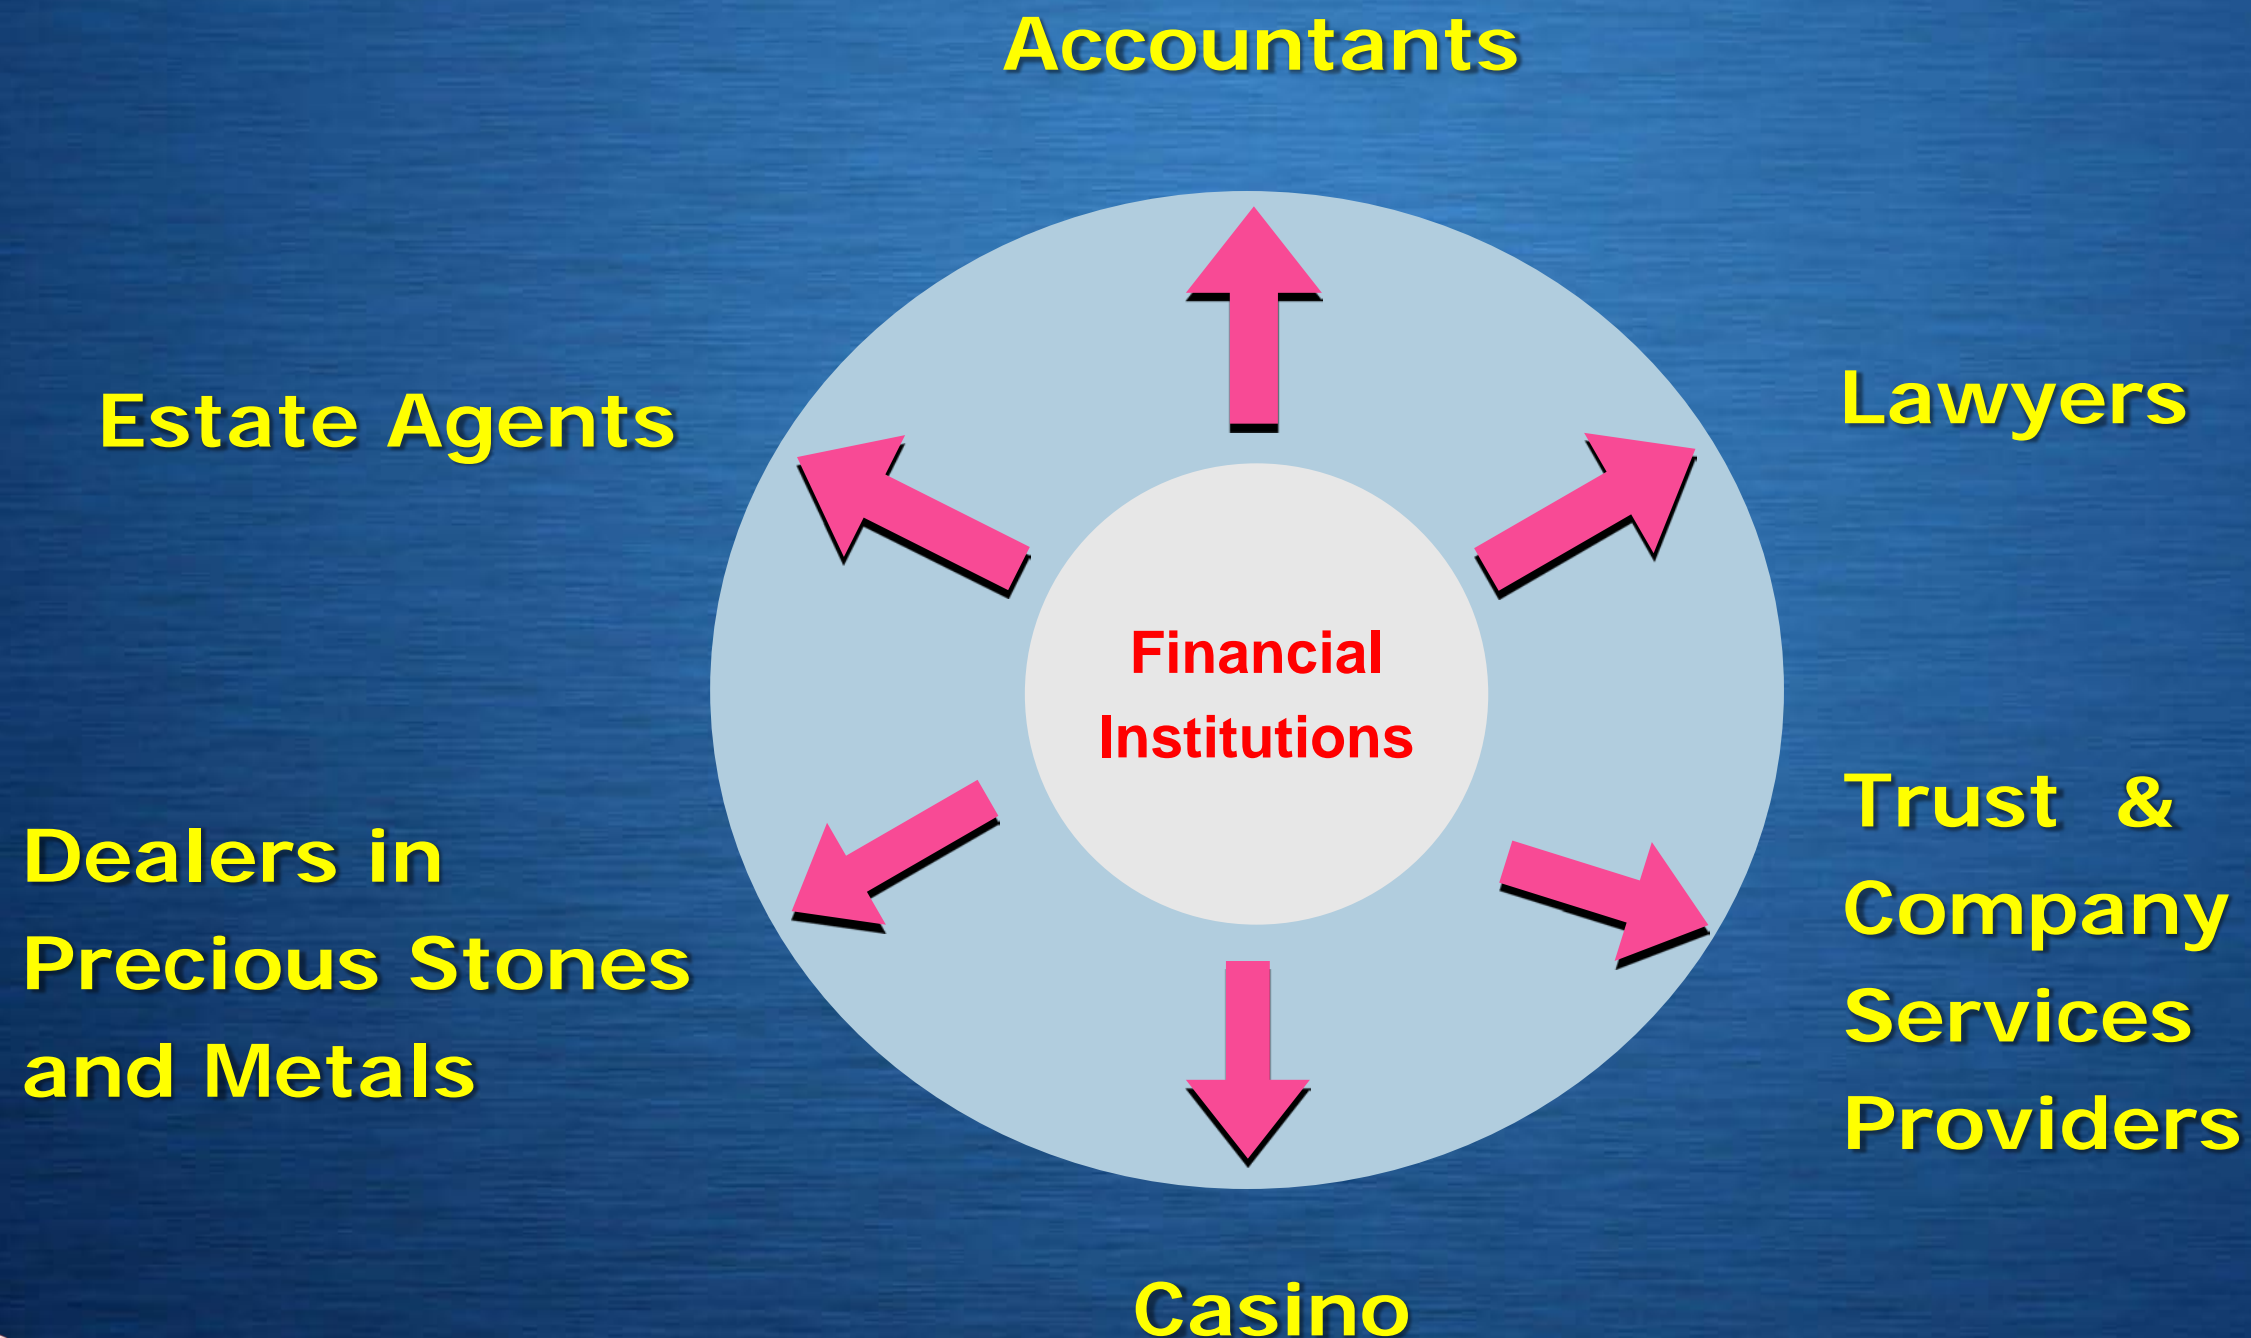 Accountants
Lawyers
Estate Agents
Financial
Institutions
Trust & 
Company
Services
Providers
Dealers in
Precious Stones
and Metals
Casino